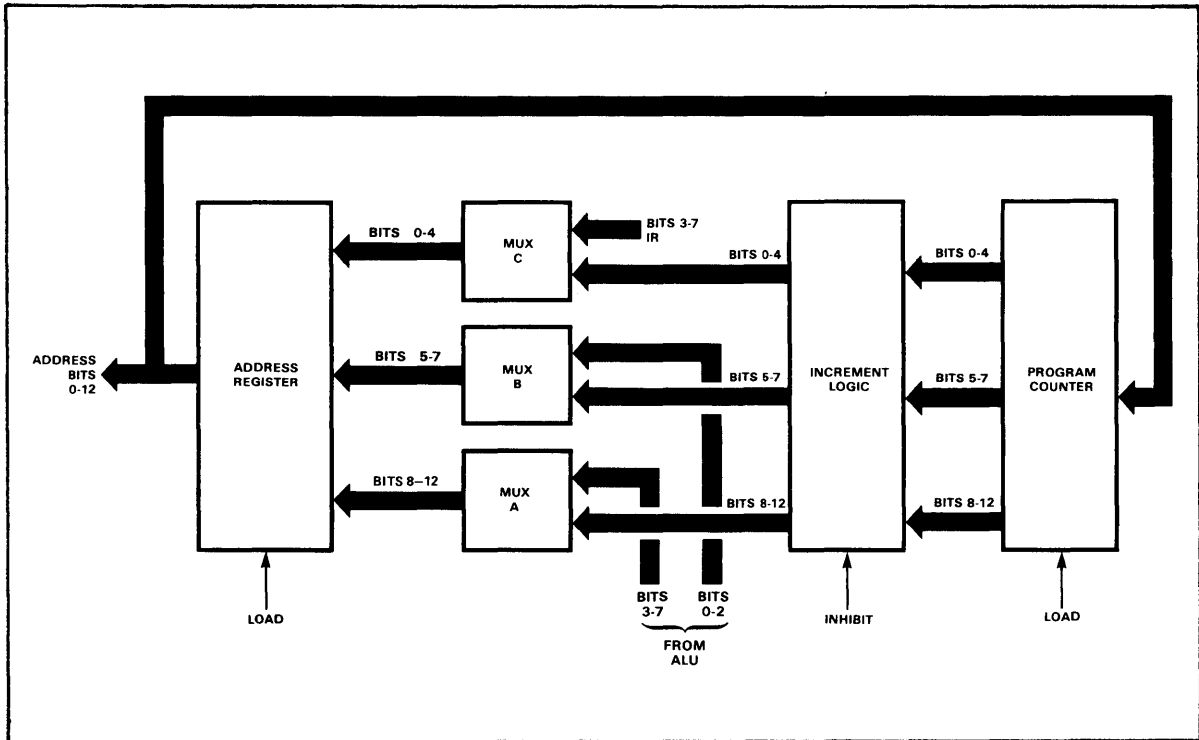 BITS 0-4
MUX
C
BITS 3-7
IR
BITS 0-4
BITS 0-4
ADDRESS
BITS
0-12
ADDRESS
REGISTER
BITS 5-7
MUX
B
BITS 5-7
INCREMENT
LOGIC
BITS 5-7
PROGRAM
COUNTER
BITS 8–12
MUX
A
BITS 8-12
BITS 8-12
LOAD
BITS
3-7
BITS
0-2
FROM
ALU
INHIBIT
LOAD